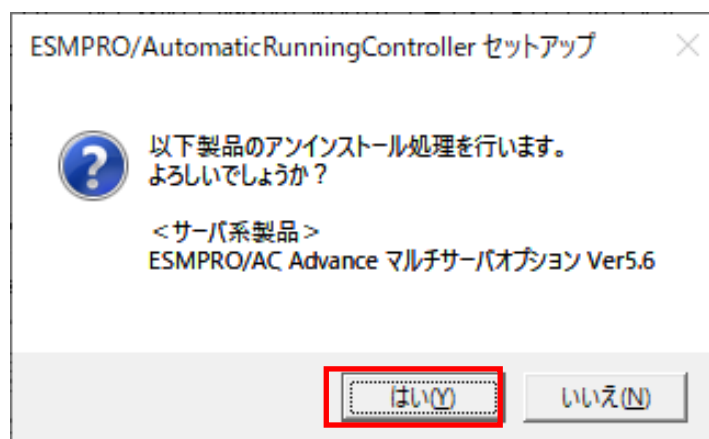 ESMPRO/AutomaticRunningController セットアップ
以下製品のアンインストール処理を行います。
よろしいでしょうか？
＜サーバ系製品＞
ESMPRO/AC Advance マルチサーバオプション Ver5.6
はい(Y)
いいえ(N)